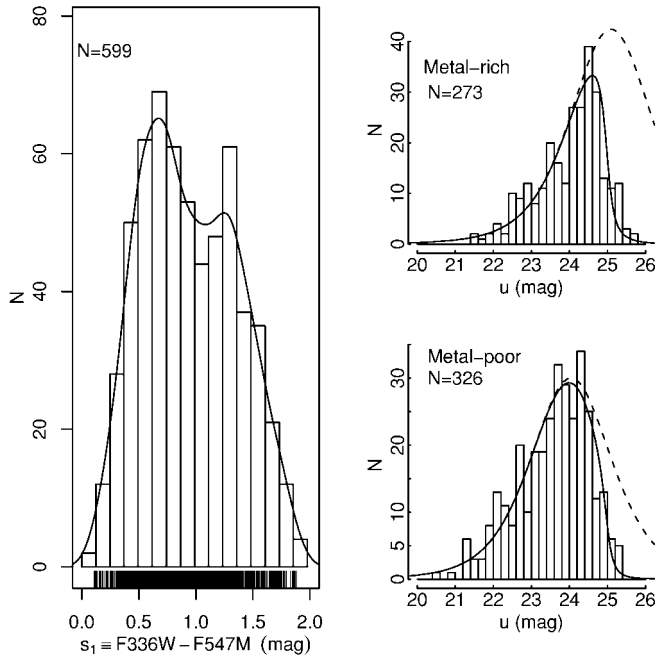 80
60
40
20
0
N
N=599
0.0 0.5 1.0 1.5 2.0
s₁ ≡ F336W − F547M (mag)
40
30
20
10
0
N
Metal−rich
N=273
20 21 22 23 24 25 26
u (mag)
30
20
10
5
0
N
Metal−poor
N=326
20 21 22 23 24 25 26
u (mag)